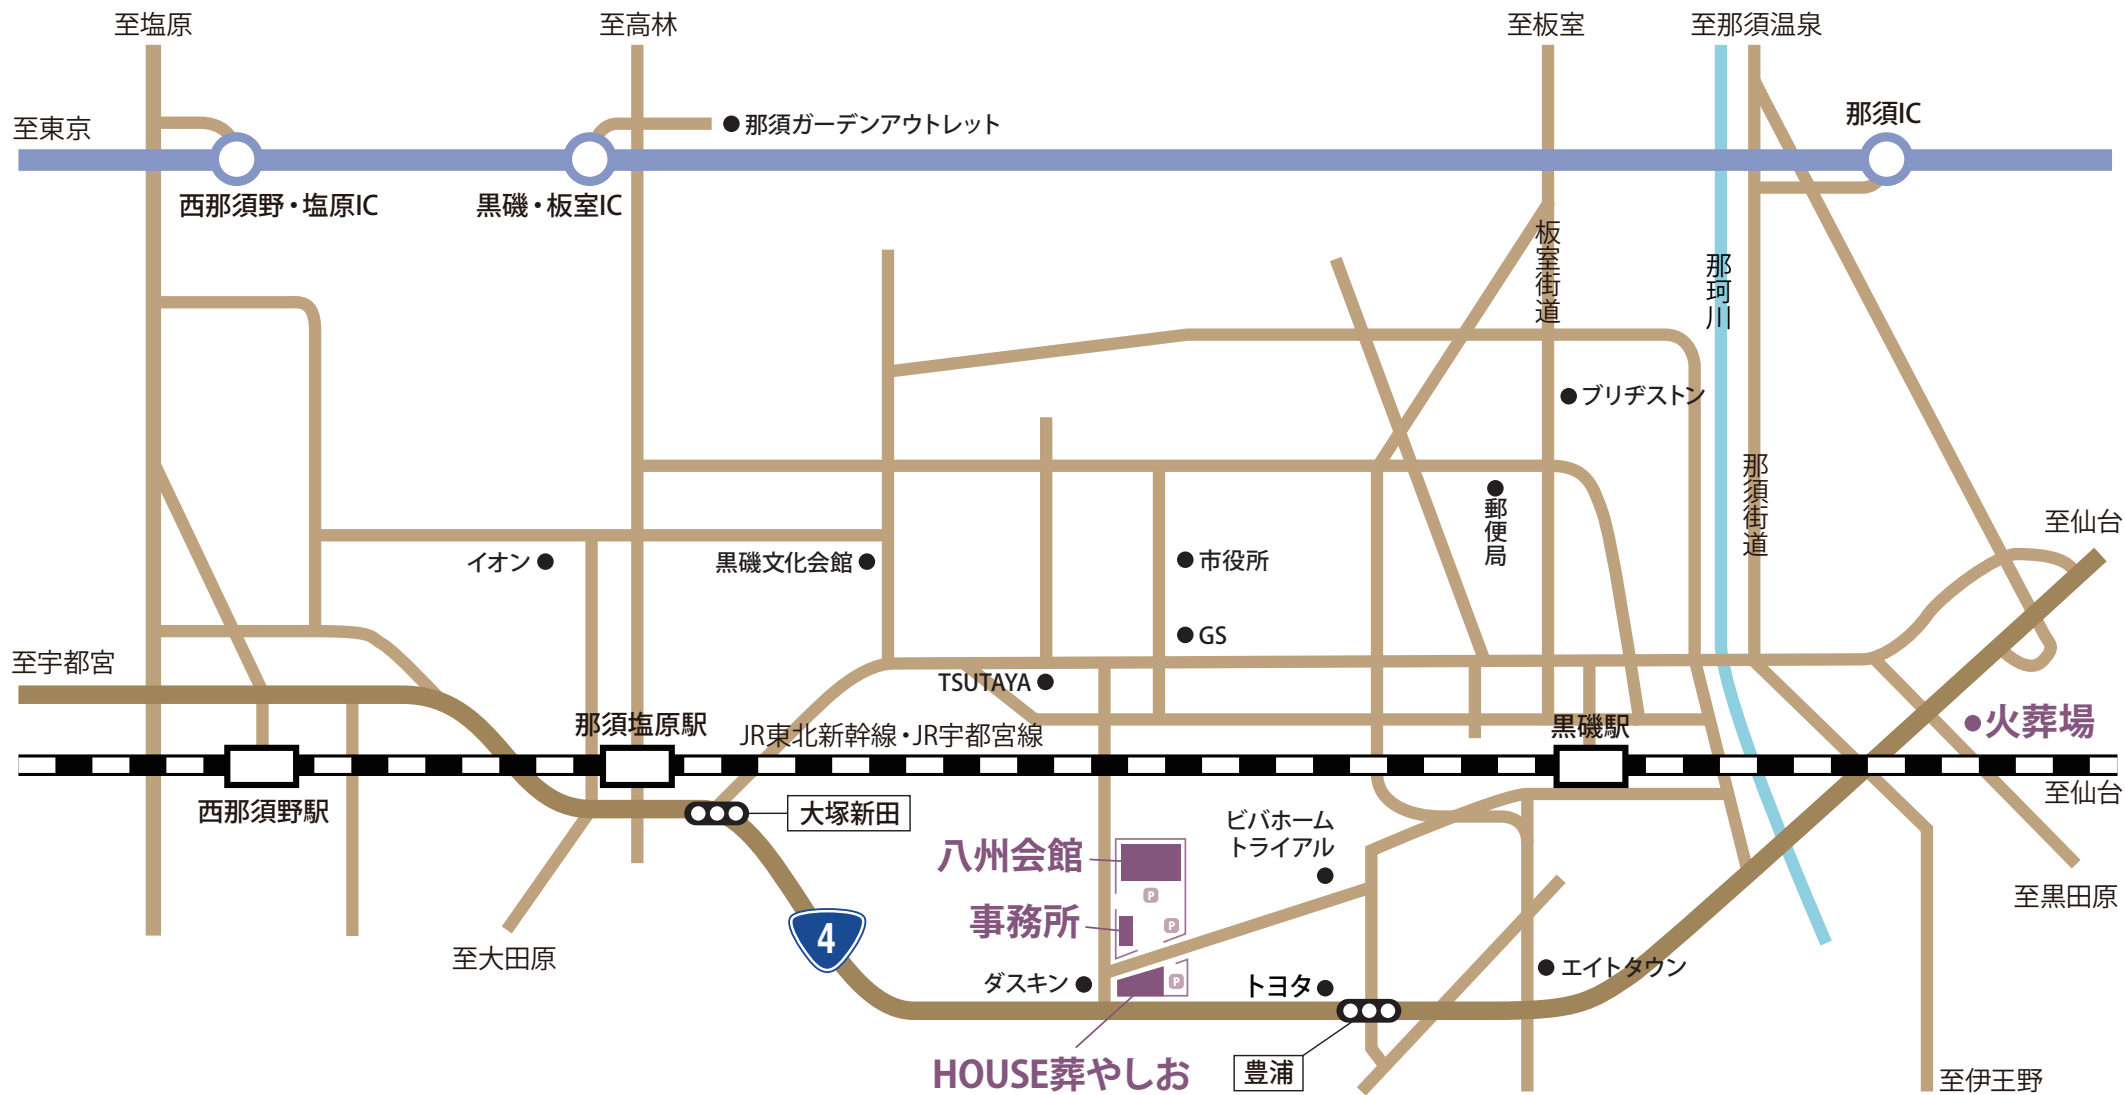 至塩原
至高林
至板室
至那須温泉
至東京
那須ガーデンアウトレット
那須IC
西那須野・塩原IC
黒磯・板室IC
板室街道
那珂川
ブリヂストン
那須街道
郵便局
至仙台
イオン
黒磯文化会館
市役所
GS
至宇都宮
TSUTAYA
那須塩原駅
JR東北新幹線・JR宇都宮線
黒磯駅
火葬場
西那須野駅
大塚新田
至仙台
ビバホーム
トライアル
八州会館
P
事務所
P
4
至黒田原
至大田原
ダスキン
P
トヨタ
エイトタウン
HOUSE葬やしお
豊浦
至伊王野